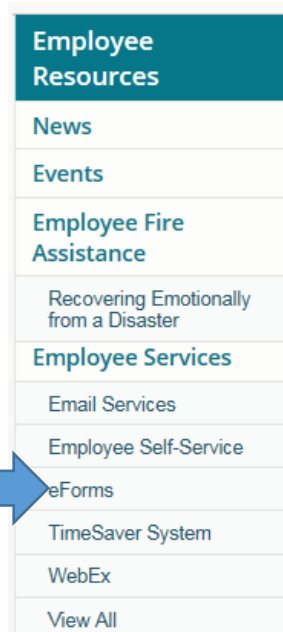 Employee
Resources
News
Events
Employee Fire
Assistance
Recovering Emotionally
from a Disaster
Employee Services
Email Services
Employee Self-Service
eForms
TimeSaver System
WebEx
View All